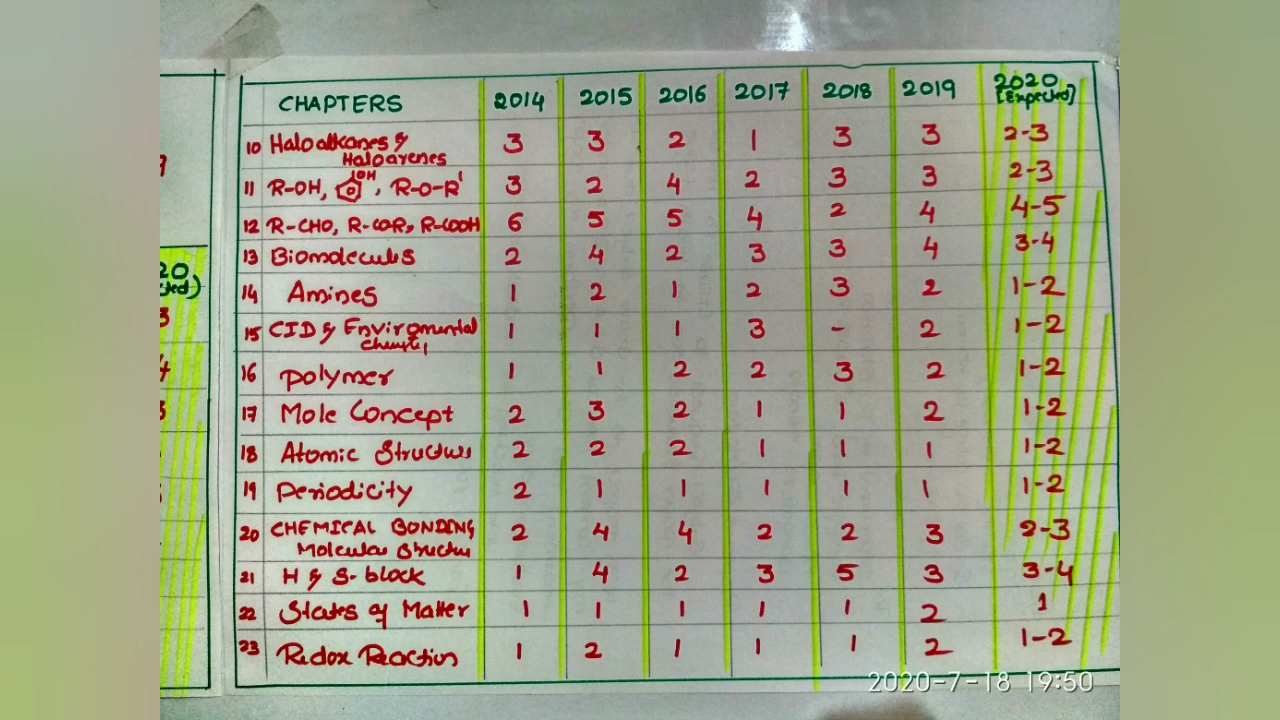 CHAPTERS 2014 2015 2016 2017 2018 2019 2020 [Expected]
10 Haloalkanes & Haloarenes 3 3 2 1 3 3 2-3
11 R-OH, OH, R-O-R' 3 2 4 2 3 3 2-3
12 R-CHO, R-COR, R-COOH 6 5 5 4 2 4 4-5
13 Biomolecules 2 4 2 3 3 4 3-4
14 Amines 1 2 1 2 3 2 1-2
15 CID & Environmental Chemistry 1 1 1 3 - 2 1-2
16 Polymer 1 1 2 2 3 2 1-2
17 Mole Concept 2 3 2 1 1 2 1-2
18 Atomic Structure 2 2 2 1 1 1 1-2
19 Periodicity 2 1 1 1 1 1 1-2
20 CHEMICAL BONDING Molecular Structure 2 4 4 2 2 3 2-3
21 H & S-block 1 4 2 3 5 3 3-4
22 States of Matter 1 1 1 1 1 2 1
23 Redox Reaction 1 2 1 1 1 2 1-2
2020-7-18 19:50